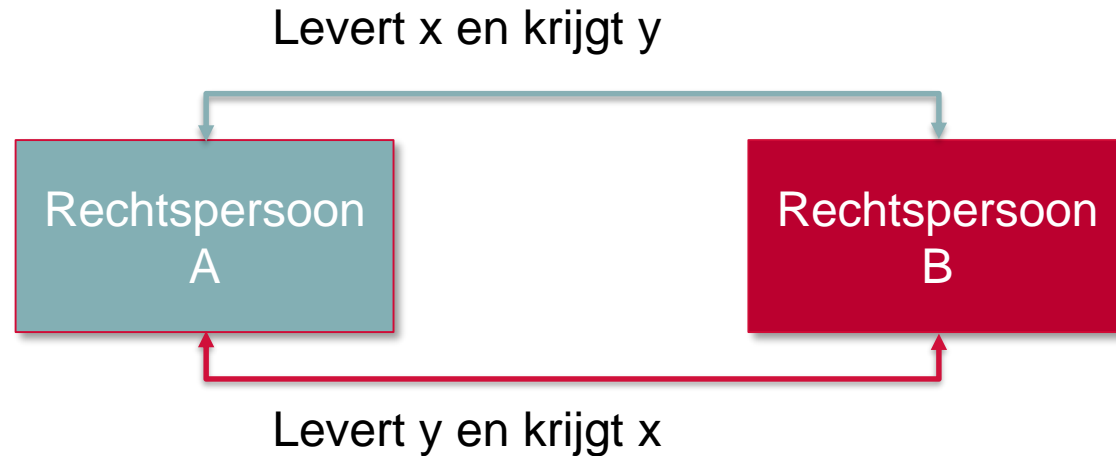 Levert x en krijgt y
Rechtspersoon
A
Rechtspersoon
B
Levert y en krijgt x